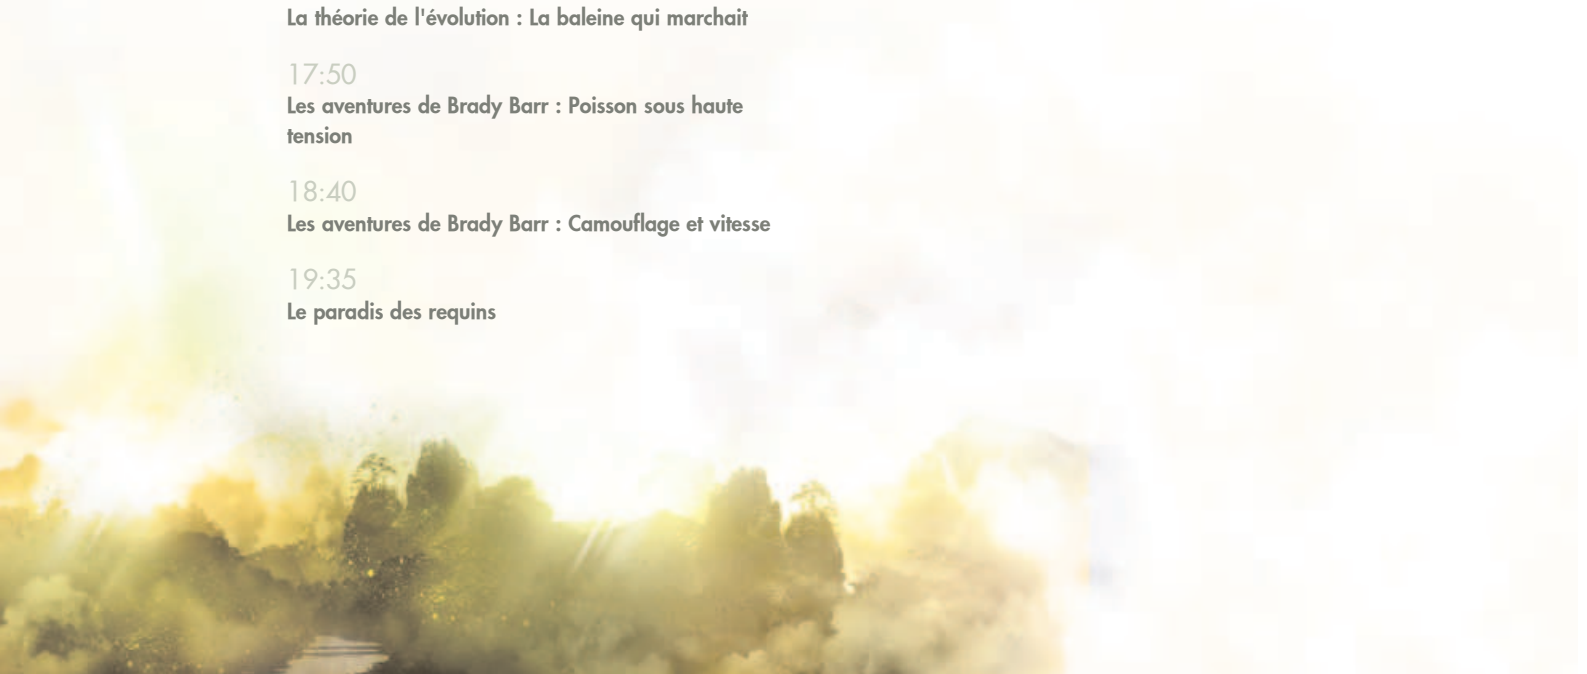 La théorie de l'évolution : La baleine qui marchait
17:50
Les aventures de Brady Barr : Poisson sous haute
tension
18:40
Les aventures de Brady Barr : Camouflage et vitesse
19:35
Le paradis des requins